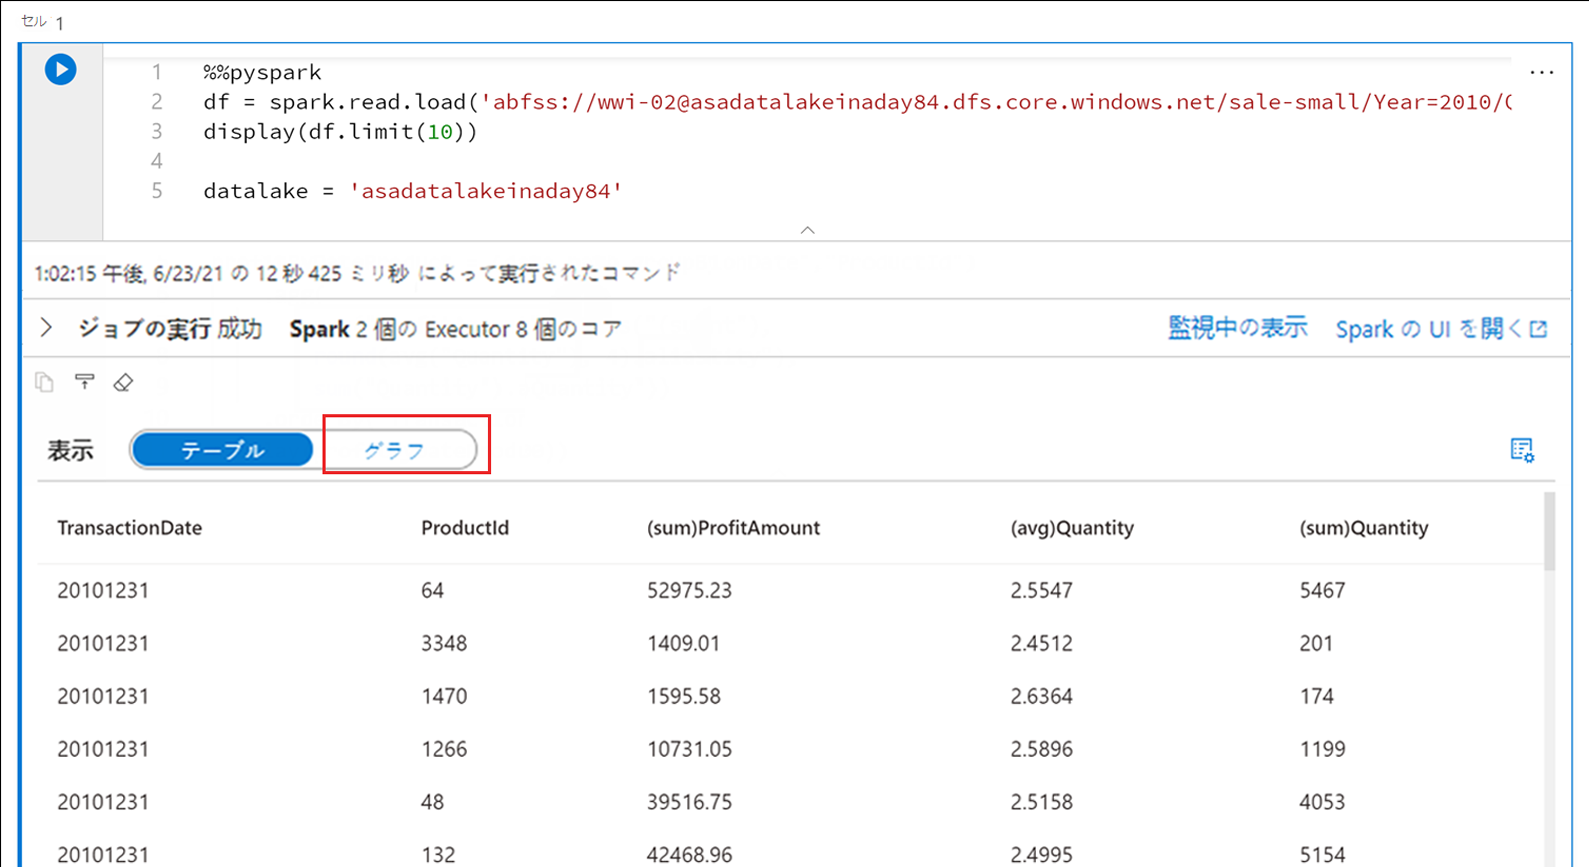 セル 1
1 %%pyspark
2 df = spark.read.load('abfss://wwi-02@asadatalakeinaday84.dfs.core.windows.net/sale-small/Year=2010/
3 display(df.limit(10))
4
5 datalake = 'asadatalakeinaday84'
1:02:15 午後, 6/23/21 の 12 秒 425 ミリ秒 によって実行されたコマンド
ジョブの実行 成功 Spark 2 個の Executor 8 個のコア 監視中の表示 Spark の UI を開く
表示 テーブル グラフ
TransactionDate ProductId (sum)ProfitAmount (avg)Quantity (sum)Quantity
20101231 64 52975.23 2.5547 5467
20101231 3348 1409.01 2.4512 201
20101231 1470 1595.58 2.6364 174
20101231 1266 10731.05 2.5896 1199
20101231 48 39516.75 2.5158 4053
20101231 132 42468.96 2.4995 5154